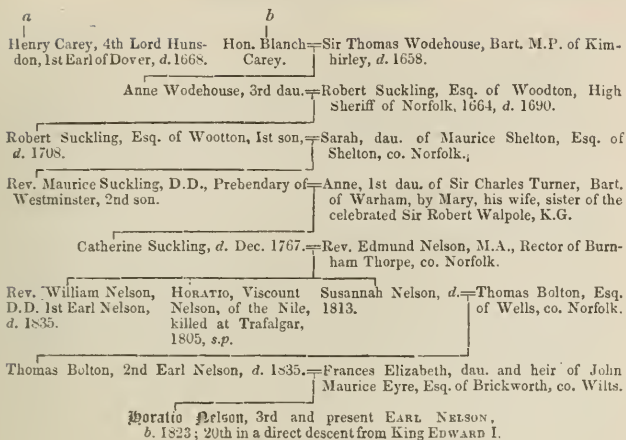 a
b
Henry Carey, 4th Lord Huns-
don, 1st Earl of Dover, d. 1668.
Hon. Blanch=Sir Thomas Wodehouse, Bart. M.P. of Kim-
Carey.
hirley, d. 1658.
Anne Wodehouse, 3rd dau.=Robert Suckling, Esq. of Woodton, High
Sheriff of Norfolk, 1664, d. 1690.
Robert Suckling, Esq. of Wootton, 1st son,=Sarah, dau. of Maurice Shelton, Esq. of
d. 1708.
Shelton, co. Norfolk.
Rev. Maurice Suckling, D.D., Prebendary of=Anne, 1st dau. of Sir Charles Turner, Bart.
Westminster, 2nd son.
of Warham, by Mary, his wife, sister of the
celebrated Sir Robert Walpole, K.G.
Catherine Suckling, d. Dec. 1767.=Rev. Edmund Nelson, M.A., Rector of Burn-
ham Thorpe, co. Norfolk.
Rev. William Nelson,
D.D. 1st Earl Nelson,
d. 1835.
HORATIO, Viscount
Nelson, of the Nile,
killed at Trafalgar,
1805, s.p.
Susannah Nelson, d.=Thomas Bolton, Esq.
1813.
of Wells, co. Norfolk.
Thomas Bolton, 2nd Earl Nelson, d. 1835.=Frances Elizabeth, dau. and heir of John
Maurice Eyre, Esq. of Brickworth, co. Wilts.
Horatio Nelson, 3rd and present EARL NELSON,
b. 1823; 20th in a direct descent from King EDWARD I.